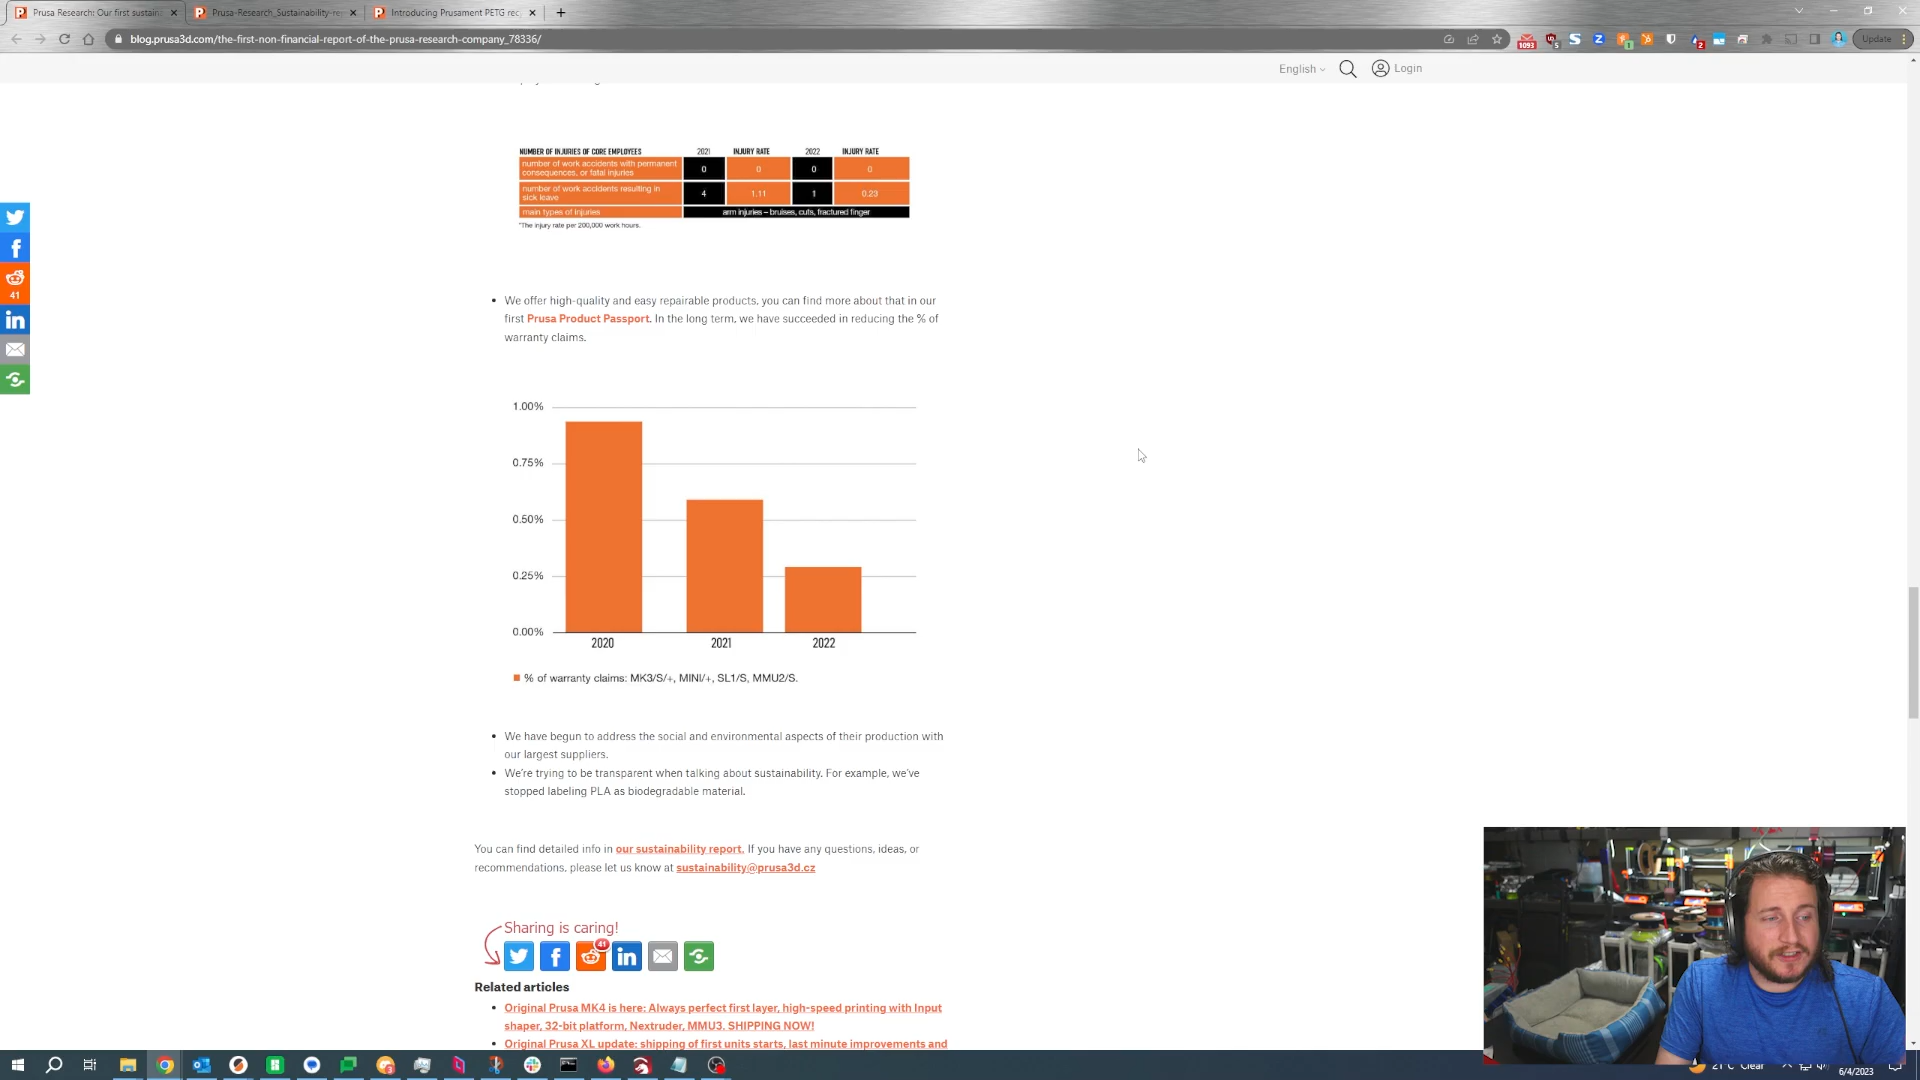 Prusa Research: Our first sustain
Prusa-Research_Sustainability-re
Introducing Prusament PETG rec
blog.prusa3d.com/the-first-non-financial-report-of-the-prusa-research-company_78336/
1093
5
1
2
Update
English
Login
NUMBER OF INJURIES OF CORE EMPLOYEES 2021 INJURY RATE 2022 INJURY RATE
number of work accidents with permanent
consequences, or fatal injuries 0 0 0 0
number of work accidents resulting in
sick leave 4 1.11 1 0.23
main types of injuries arm injuries – bruises, cuts, fractured finger
*The injury rate per 200,000 work hours.
41
• We offer high-quality and easy repairable products, you can find more about that in our
first Prusa Product Passport. In the long term, we have succeeded in reducing the % of
warranty claims.
1.00%
0.75%
0.50%
0.25%
0.00%
2020 2021 2022
% of warranty claims: MK3/S/+, MINI/+, SL1/S, MMU2/S.
• We have begun to address the social and environmental aspects of their production with
our largest suppliers.
• We're trying to be transparent when talking about sustainability. For example, we've
stopped labeling PLA as biodegradable material.
You can find detailed info in our sustainability report. If you have any questions, ideas, or
recommendations, please let us know at sustainability@prusa3d.cz
Sharing is caring!
41
Related articles
• Original Prusa MK4 is here: Always perfect first layer, high-speed printing with Input
shaper, 32-bit platform, Nextruder, MMU3. SHIPPING NOW!
• Original Prusa XL update: shipping of first units starts, last minute improvements and
21°C Clear
6/4/2023